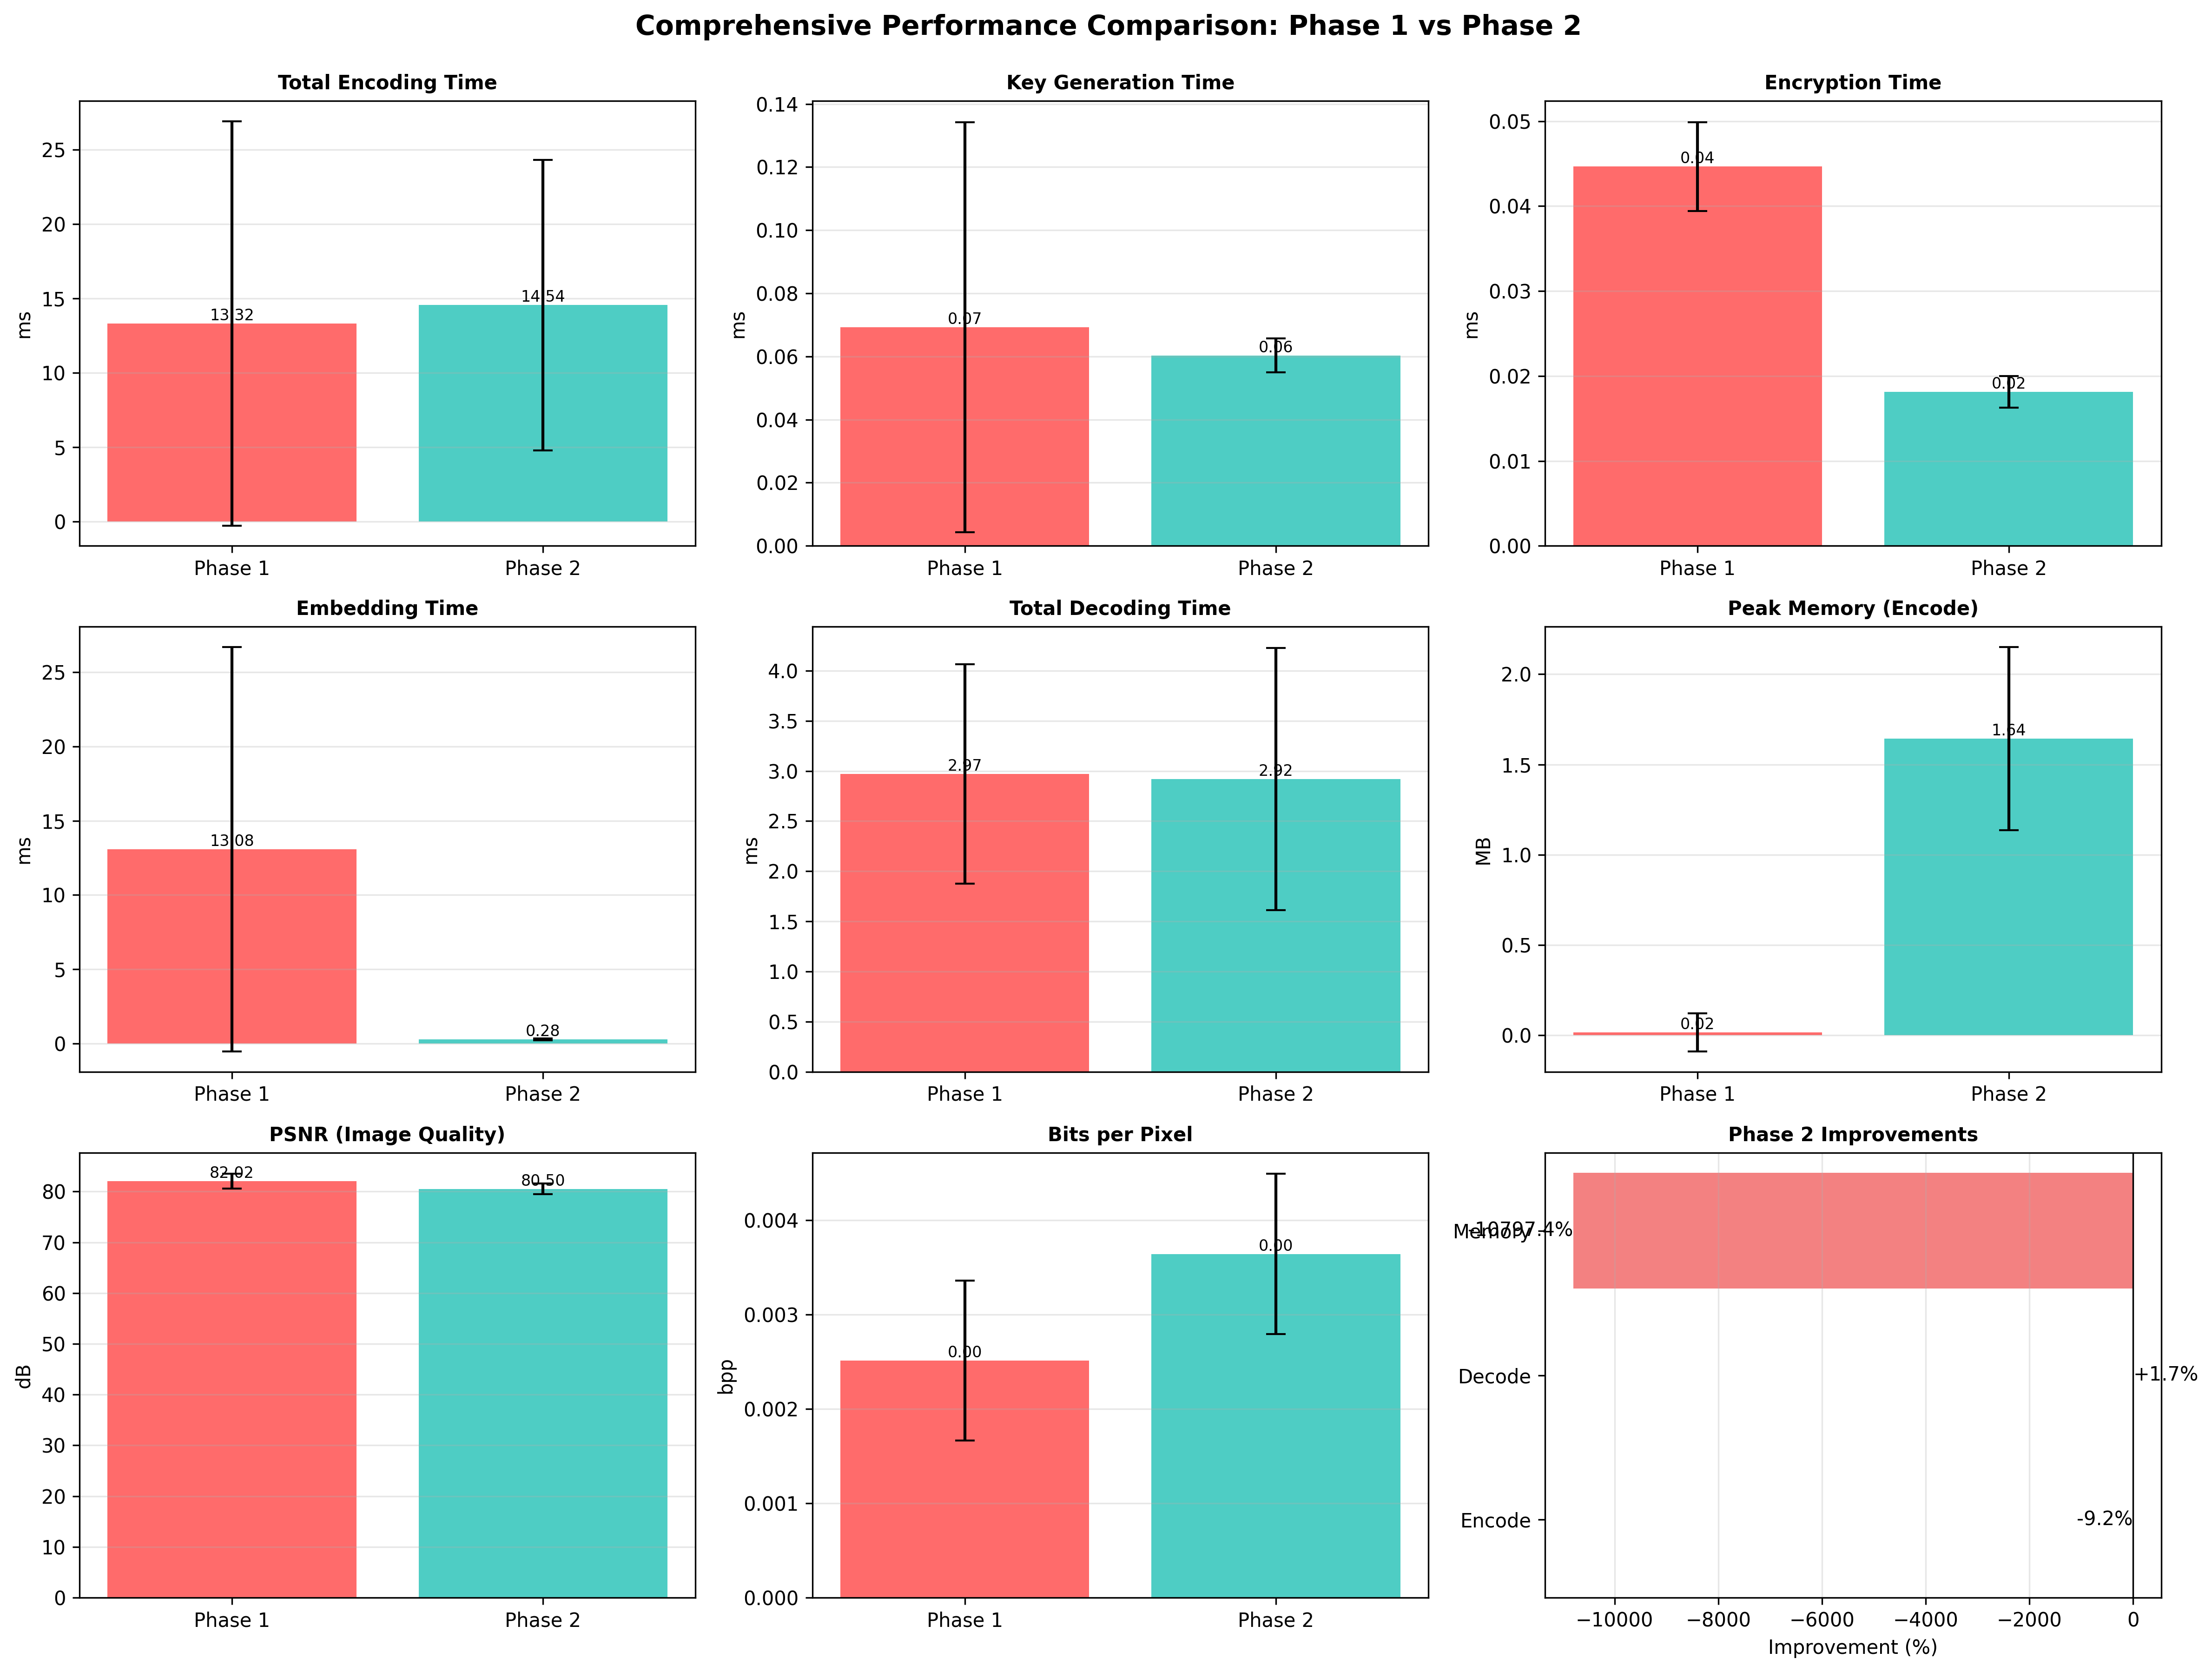 Comprehensive Performance Comparison: Phase 1 vs Phase 2
Total Encoding Time
ms
25
20
15
10
5
0
13.32
14.54
Phase 1
Phase 2
Key Generation Time
ms
0.14
0.12
0.10
0.08
0.06
0.04
0.02
0.00
0.07
0.06
Phase 1
Phase 2
Encryption Time
ms
0.05
0.04
0.03
0.02
0.01
0.00
0.04
0.02
Phase 1
Phase 2
Embedding Time
ms
25
20
15
10
5
0
13.08
0.28
Phase 1
Phase 2
Total Decoding Time
ms
4.0
3.5
3.0
2.5
2.0
1.5
1.0
0.5
0.0
2.97
2.92
Phase 1
Phase 2
Peak Memory (Encode)
MB
2.0
1.5
1.0
0.5
0.0
0.02
1.64
Phase 1
Phase 2
PSNR (Image Quality)
dB
80
70
60
50
40
30
20
10
0
82.02
80.50
Phase 1
Phase 2
Bits per Pixel
bpp
0.004
0.003
0.002
0.001
0.000
0.00
0.00
Phase 1
Phase 2
Phase 2 Improvements
Memory
-10797.4%
Decode
+1.7%
Encode
-9.2%
−10000
−8000
−6000
−4000
−2000
0
Improvement (%)